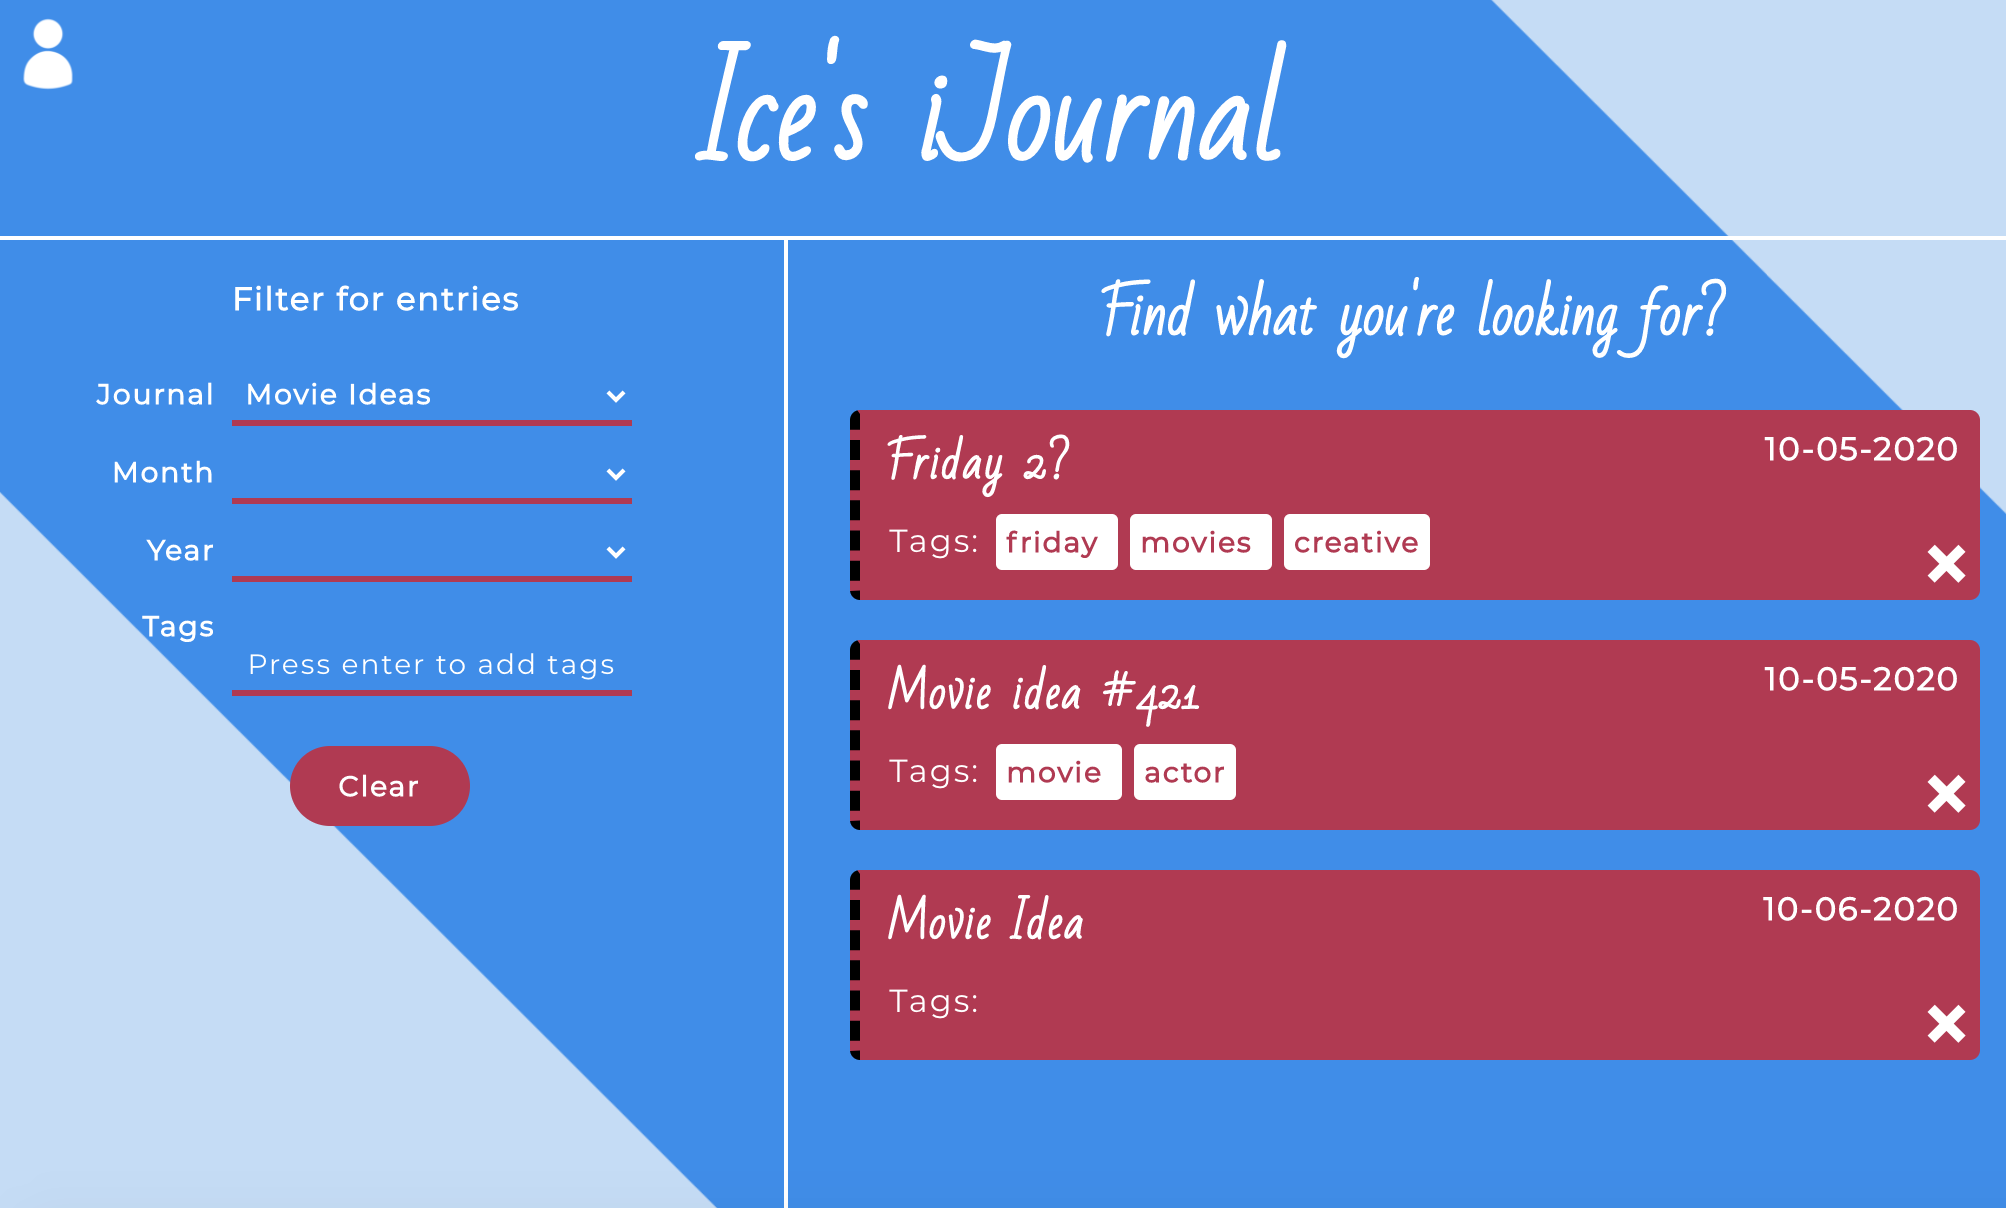 Ice's iJournal
Filter for entries
Journal Movie Ideas
Month
Year
Tags
Press enter to add tags
Clear
Find what you're looking for?
Friday 2? 10-05-2020
Tags: friday movies creative
Movie idea #421 10-05-2020
Tags: movie actor
Movie Idea 10-06-2020
Tags: